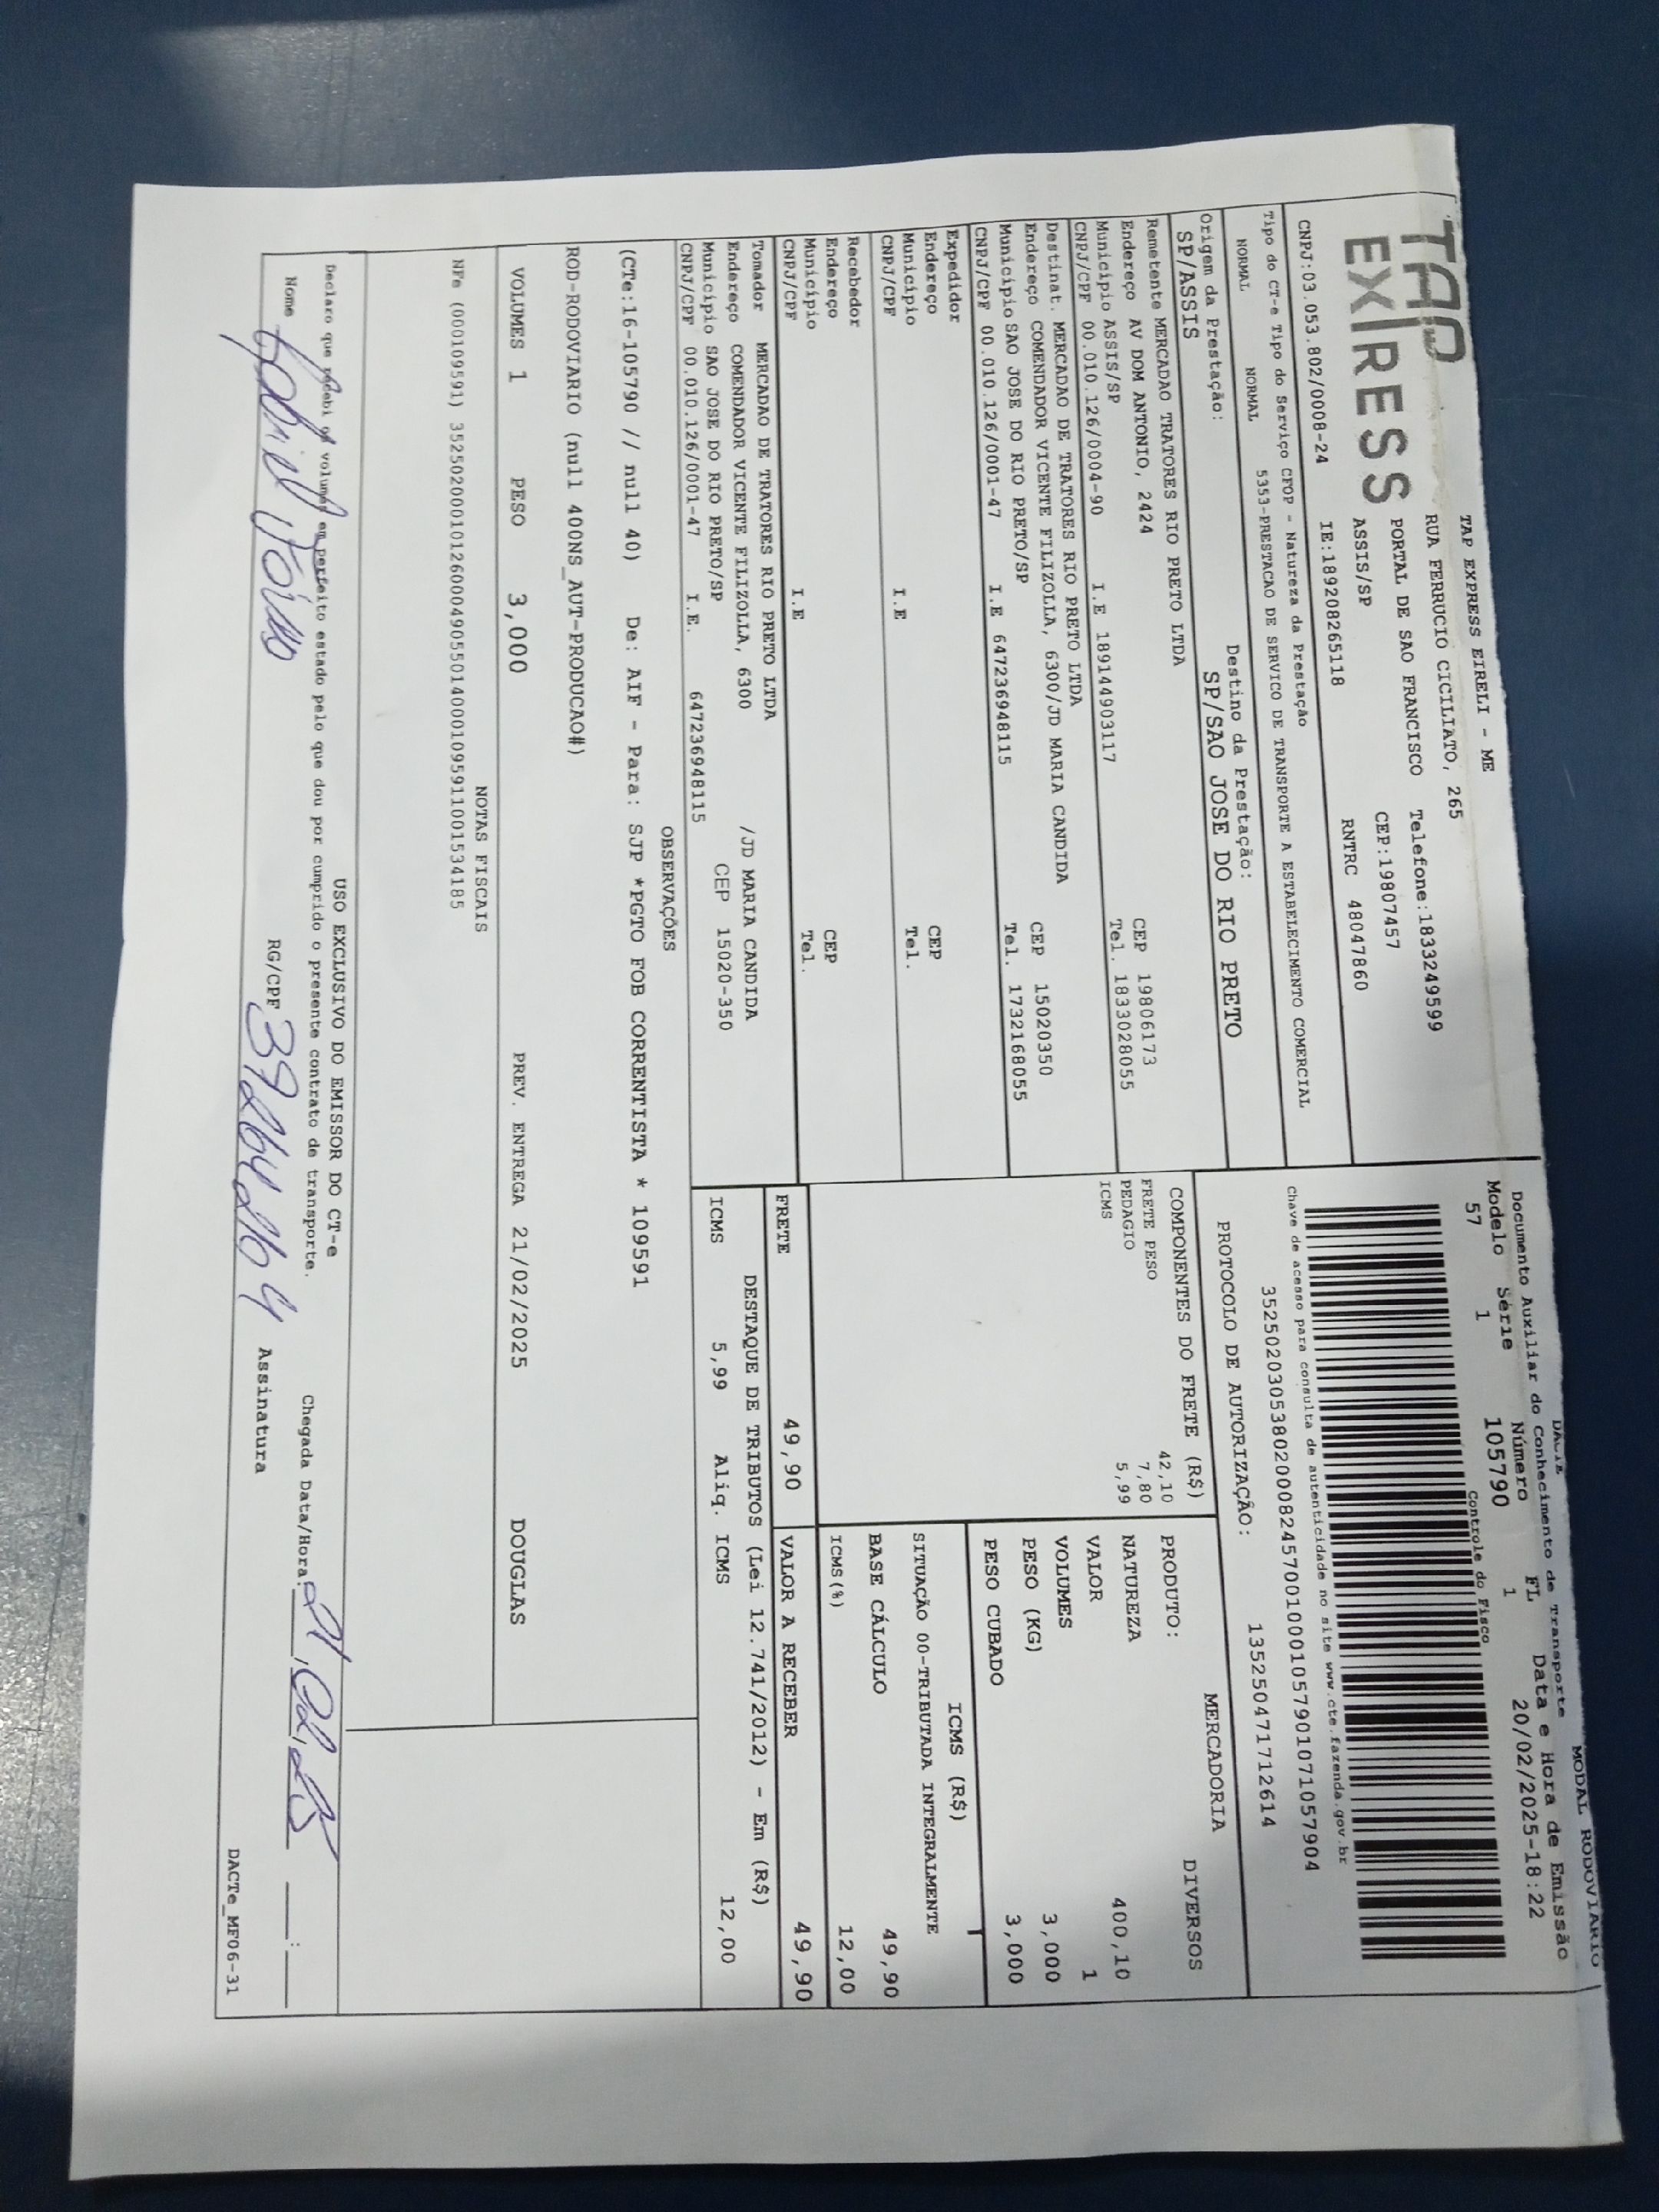 TAP EXPRESS
TAP EXPRESS EIRELI - ME
RUA FERRUCIO CICILIATO, 265
PORTAL DE SAO FRANCISCO Telefone:1833249599
ASSIS/SP CEP:19807457
CNPJ:03.053.802/0008-24 IE:189208265118 RNTRC 48047860
Tipo do CT-e Tipo do Serviço CFOP - Natureza da Prestação
NORMAL NORMAL 5353-PRESTACAO DE SERVICO DE TRANSPORTE A ESTABELECIMENTO COMERCIAL
Origem da Prestação: Destino da Prestação:
SP/ASSIS SP/SAO JOSE DO RIO PRETO
DACTE MODAL RODOVIARIO
Documento Auxiliar do Conhecimento de Transporte
Modelo Série Número FL Data e Hora de Emissão
57 1 105790 1 20/02/2025-18:22
Controle do Fisco
Chave de acesso para consulta de autenticidade no site www.cte.fazenda.gov.br
35250203053802000824570010001057901071057904
PROTOCOLO DE AUTORIZAÇÃO: 135250471712614
Remetente MERCADAO TRATORES RIO PRETO LTDA
Endereço AV DOM ANTONIO, 2424 CEP 19806173
Município ASSIS/SP Tel. 1833028055
CNPJ/CPF 00.010.126/0004-90 I.E 189144903117
Destinat. MERCADAO DE TRATORES RIO PRETO LTDA
Endereço COMENDADOR VICENTE FILIZOLLA, 6300/JD MARIA CANDIDA
Município SAO JOSE DO RIO PRETO/SP CEP 15020350
CNPJ/CPF 00.010.126/0001-47 I.E 647236948115 Tel. 1732168055
Expedidor
Endereço
Município CEP
CNPJ/CPF I.E Tel.
Recebedor
Endereço
Município CEP
CNPJ/CPF I.E Tel.
Tomador MERCADAO DE TRATORES RIO PRETO LTDA
Endereço COMENDADOR VICENTE FILIZOLLA, 6300 /JD MARIA CANDIDA
Município SAO JOSE DO RIO PRETO/SP CEP 15020-350
CNPJ/CPF 00.010.126/0001-47 I.E. 647236948115
COMPONENTES DO FRETE (R$)
FRETE PESO 42,10
PEDAGIO 7,80
ICMS 5,99
MERCADORIA
PRODUTO: DIVERSOS
NATUREZA
VALOR 400,10
VOLUMES 1
PESO (KG) 3,000
PESO CUBADO 3,000
ICMS (R$)
SITUAÇÃO 00-TRIBUTADA INTEGRALMENTE
BASE CÁLCULO 49,90
ICMS(%) 12,00
FRETE 49,90 VALOR A RECEBER 49,90
DESTAQUE DE TRIBUTOS (Lei 12.741/2012) - Em (R$)
ICMS 5,99 Aliq. ICMS 12,00
OBSERVAÇÕES
(CTe:16-105790 // null 40) De: AIF - Para: SJP *PGTO FOB CORRENTISTA * 109591
ROD-RODOVIARIO (null 400NS_AUT-PRODUCAO#)
VOLUMES 1 PESO 3,000 PREV. ENTREGA 21/02/2025 DOUGLAS
NOTAS FISCAIS
NFe (000109591) 35250200010126000490550140001095911001534185
USO EXCLUSIVO DO EMISSOR DO CT-e
Declaro que recebi os volumes em perfeito estado pelo que dou por cumprido o presente contrato de transporte. Chegada Data/Hora: 21,02,25 __:__
Nome Gabriel RG/CPF Assinatura
DACTe_MF06-31